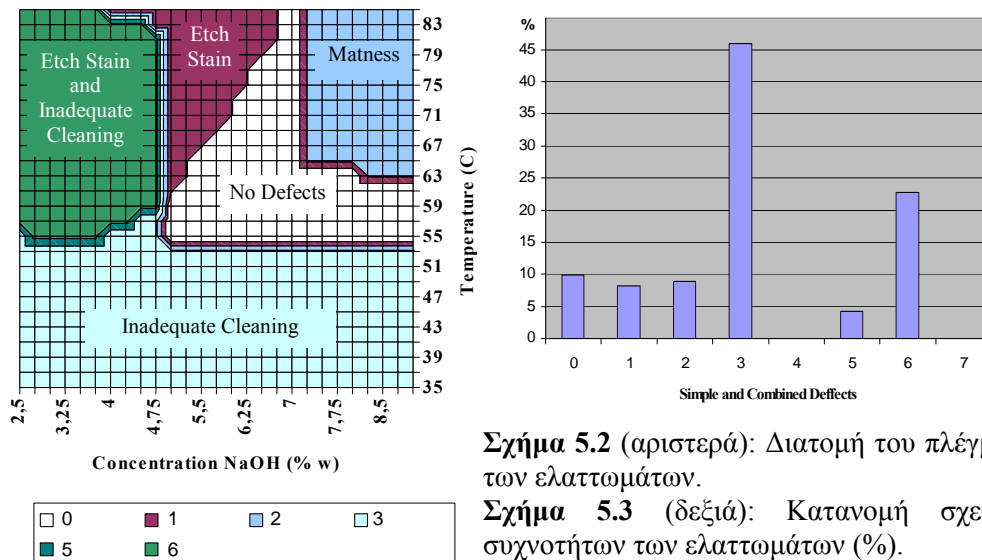 Etch Stain
and
Inadequate
Cleaning
Etch
Stain
Matness
No Defects
Inadequate Cleaning
83
79
75
71
67
63
59
55
51
47
43
39
35
Temperature (C)
2,5
3,25
4
4,75
5,5
6,25
7
7,75
8,5
Concentration NaOH (% w)
0
1
2
3
5
6
%
45
40
35
30
25
20
15
10
5
0
0 1 2 3 4 5 6 7
Simple and Combined Deffects
Σχήμα 5.2 (αριστερά): Διατομή του πλέγμ
των ελαττωμάτων.
Σχήμα 5.3 (δεξιά): Κατανομή σχε
συχνοτήτων των ελαττωμάτων (%).